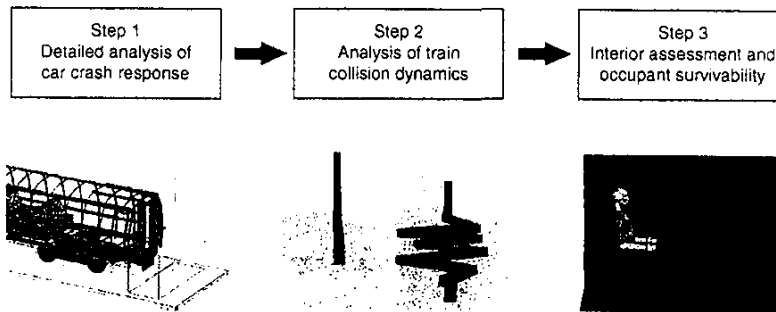 Step 1
Detailed analysis of
car crash response
Step 2
Analysis of train
collision dynamics
Step 3
Interior assessment and
occupant survivability